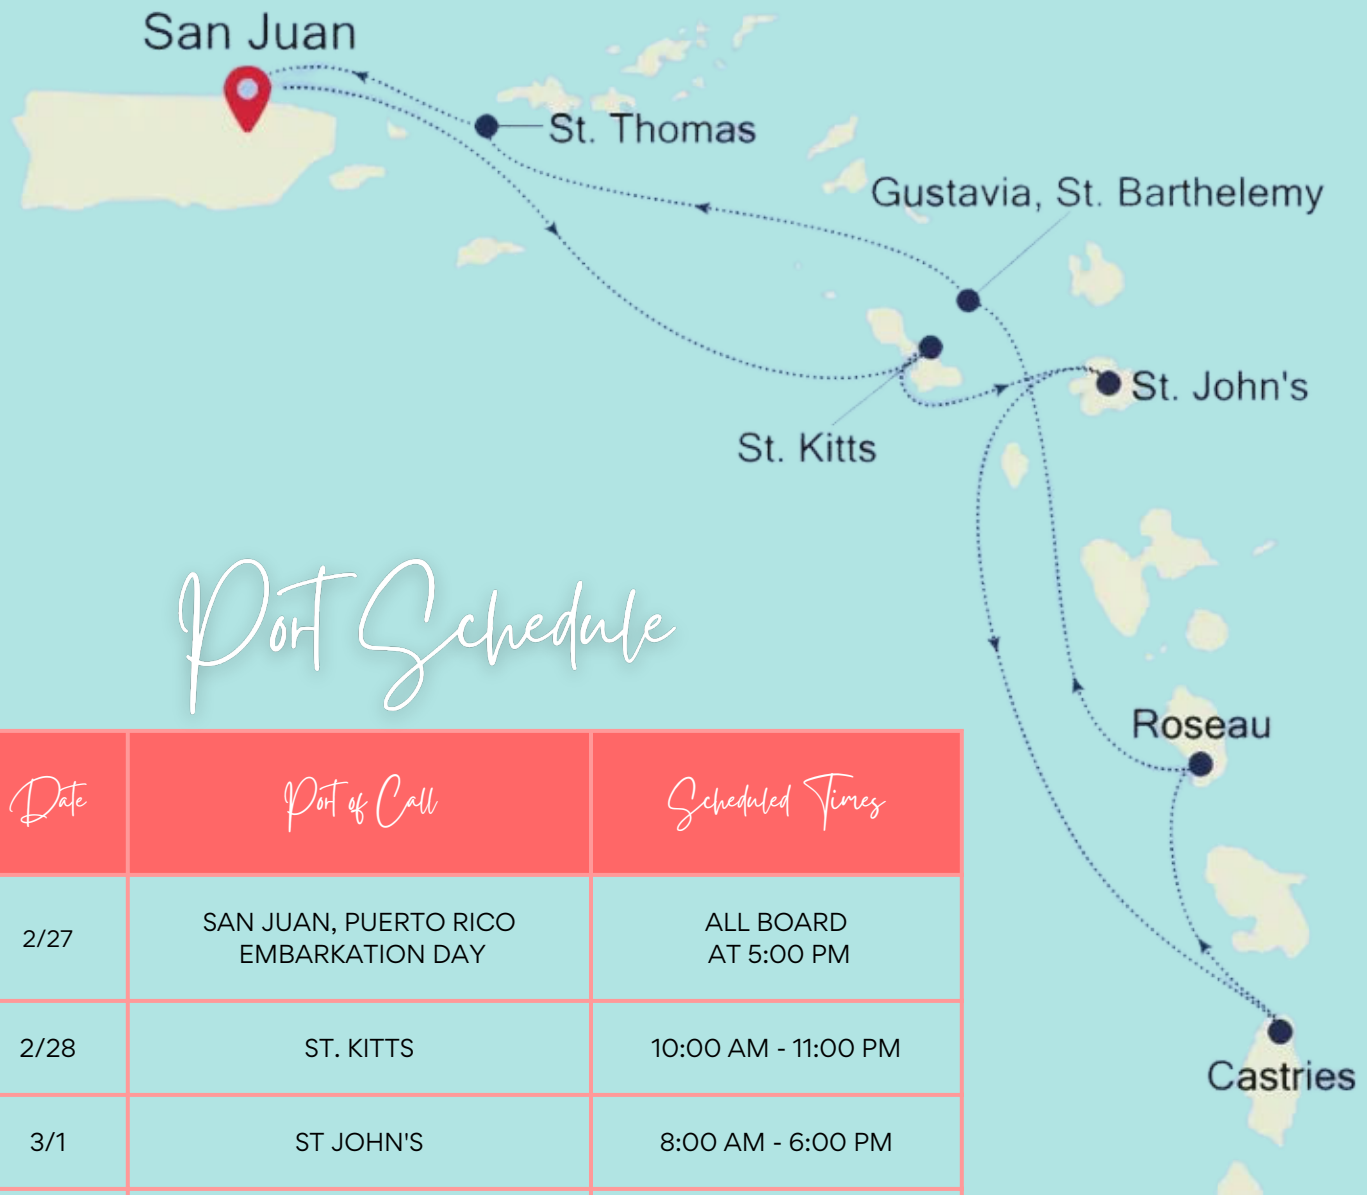 San Juan
St. Thomas
Gustavia, St. Barthelemy
St. John's
St. Kitts
Roseau
Castries
Port Schedule
Date
Port of Call
Scheduled Times
2/27
SAN JUAN, PUERTO RICO
EMBARKATION DAY
ALL BOARD
AT 5:00 PM
2/28
ST. KITTS
10:00 AM - 11:00 PM
3/1
ST JOHN'S
8:00 AM - 6:00 PM